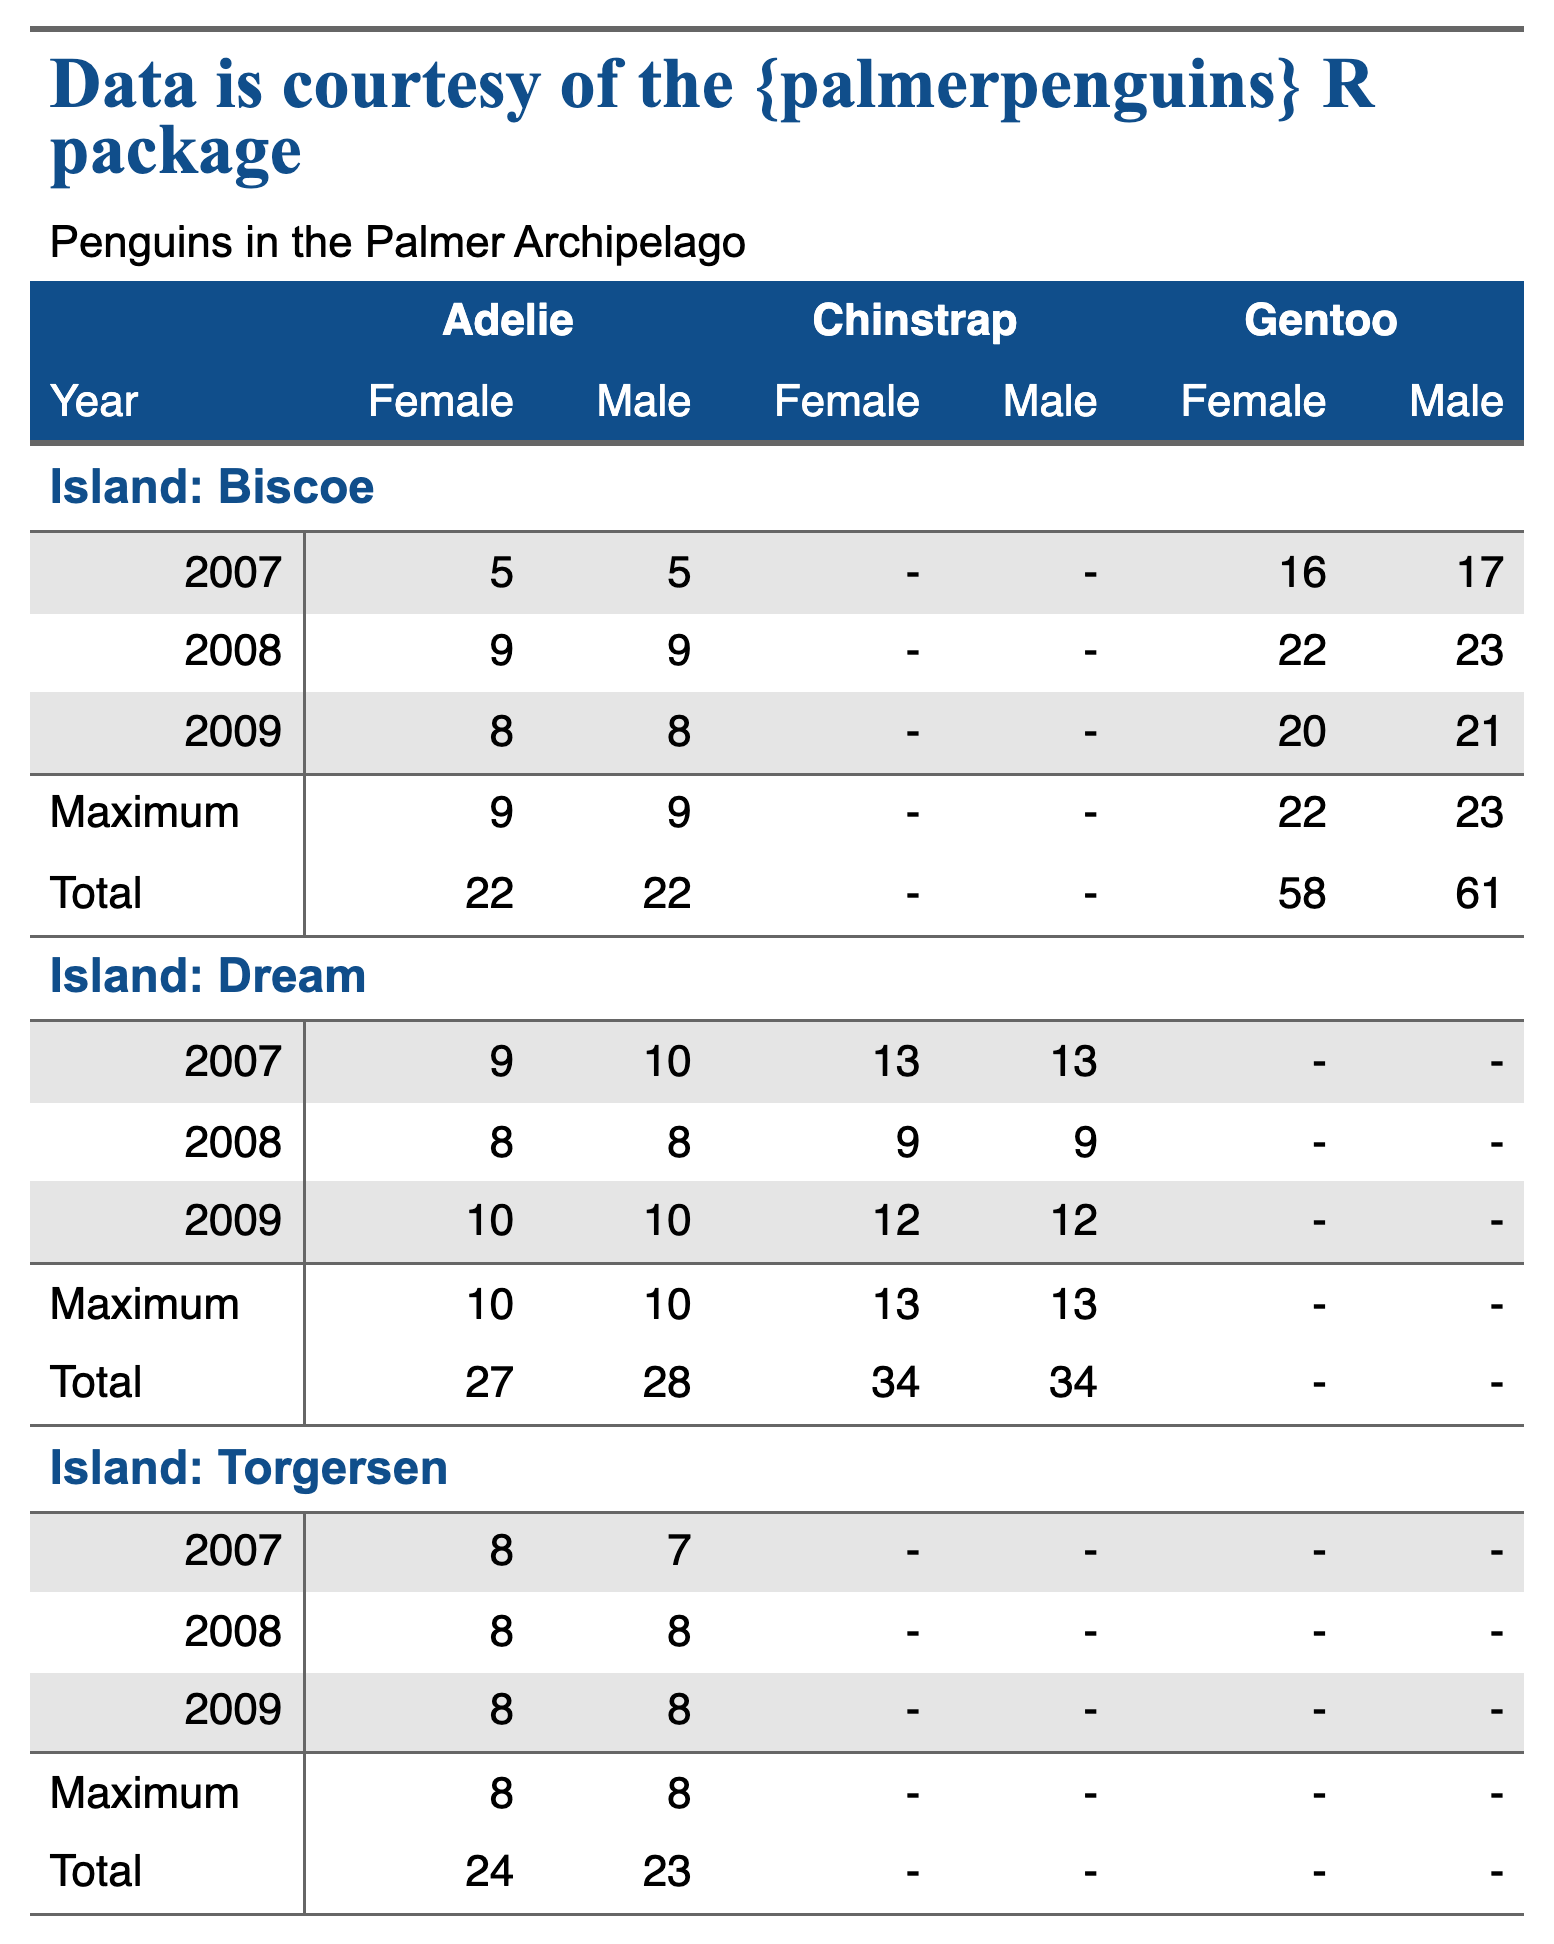 Data is courtesy of the {palmerpenguins} R
package
Penguins in the Palmer Archipelago
Adelie Chinstrap Gentoo
Year Female Male Female Male Female Male
Island: Biscoe
2007 5 5 - - 16 17
2008 9 9 - - 22 23
2009 8 8 - - 20 21
Maximum 9 9 - - 22 23
Total 22 22 - - 58 61
Island: Dream
2007 9 10 13 13 - -
2008 8 8 9 9 - -
2009 10 10 12 12 - -
Maximum 10 10 13 13 - -
Total 27 28 34 34 - -
Island: Torgersen
2007 8 7 - - - -
2008 8 8 - - - -
2009 8 8 - - - -
Maximum 8 8 - - - -
Total 24 23 - - - -